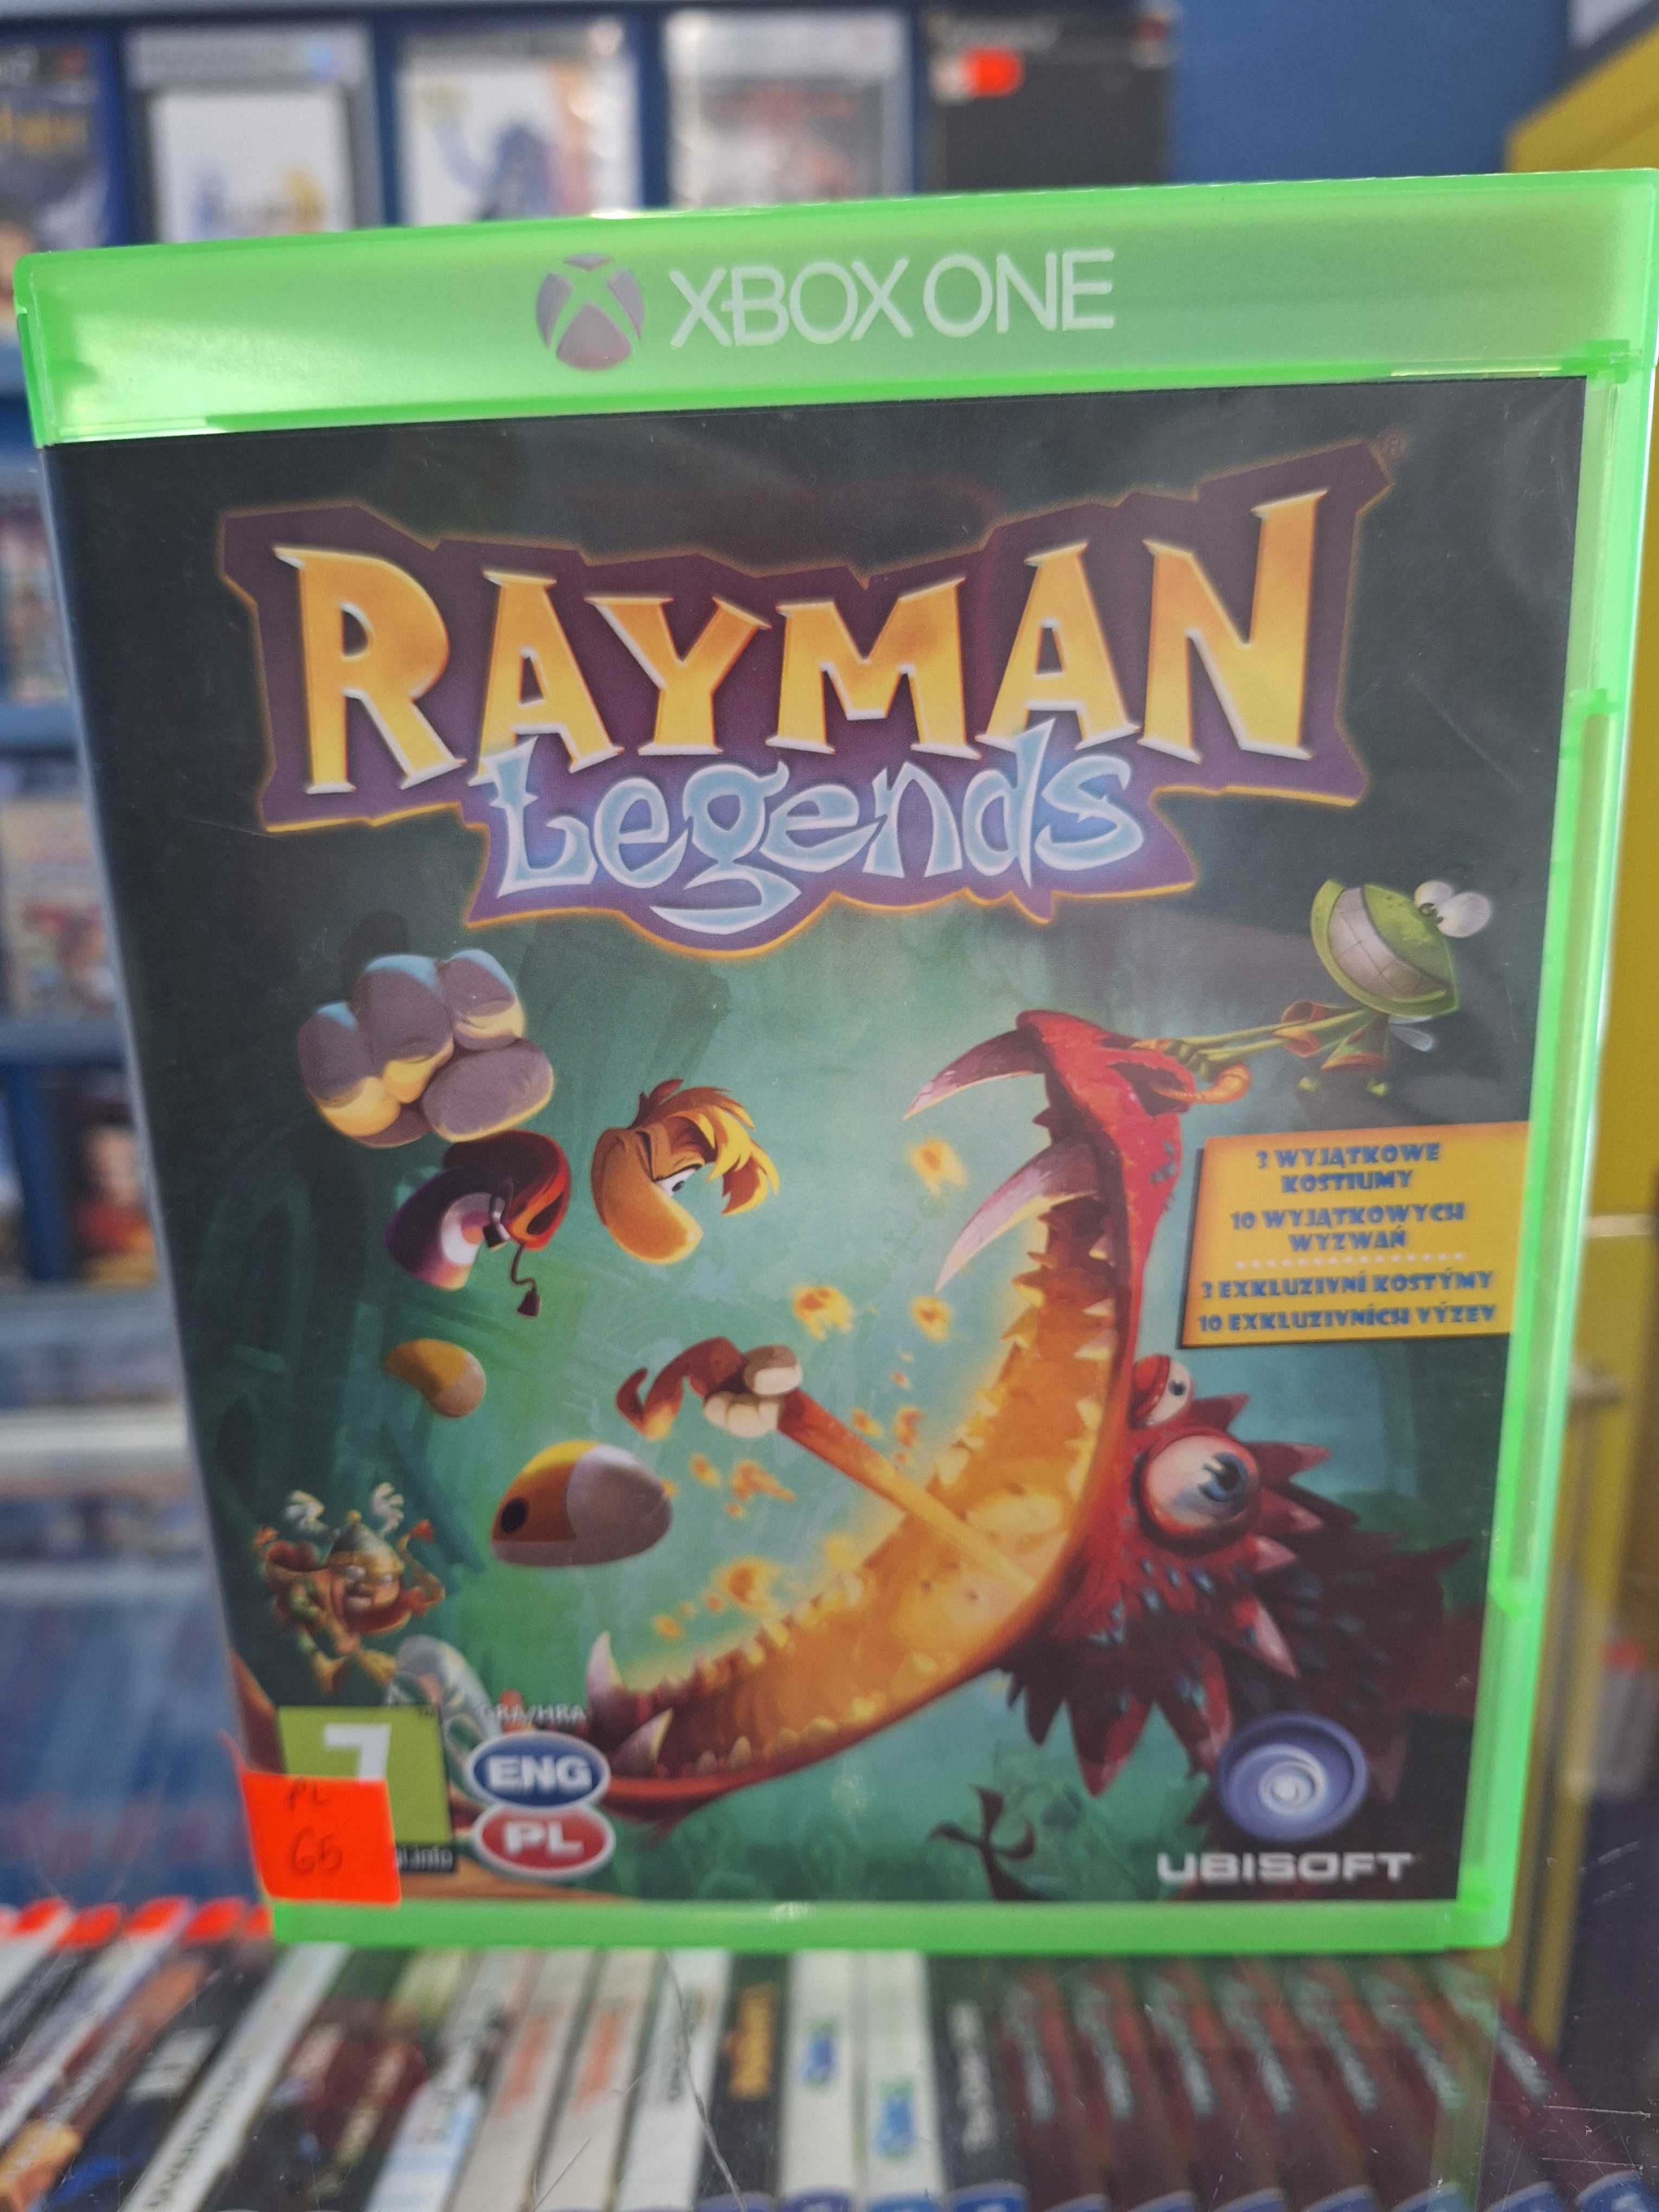 XBOX ONE
RAYMAN
Legends
3 WYJĄTKOWE
KOSTIUMY
10 WYJĄTKOWYCH
WYZWAŃ
3 EXKLUZIVNÍ KOSTÝMY
10 EXKLUZIVNÍCH VÝZEV
7
GRA/HRA
ENG
PL
PL
65
UBISOFT